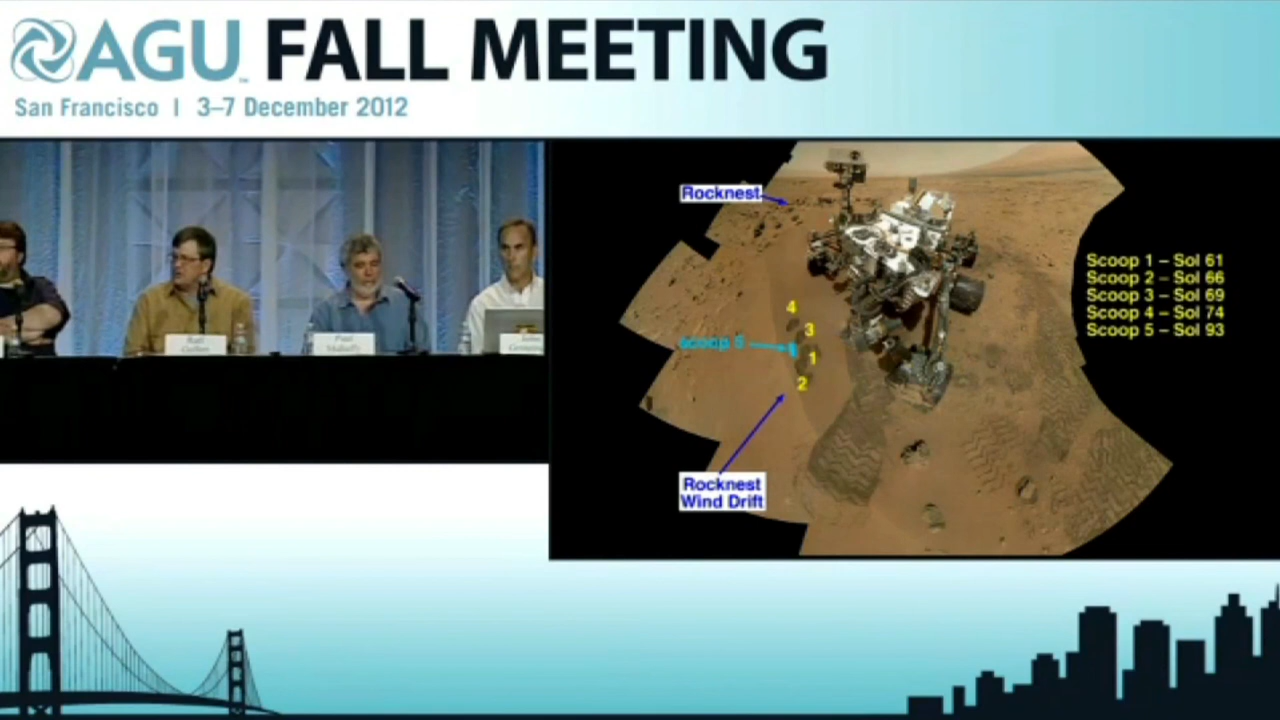 AGU FALL MEETING
San Francisco | 3–7 December 2012
Rocknest
Scoop 1 – Sol 61
Scoop 2 – Sol 66
Scoop 3 – Sol 69
Scoop 4 – Sol 74
Scoop 5 – Sol 93
4
3
scoop 5
1
2
Rocknest
Wind Drift
Paul